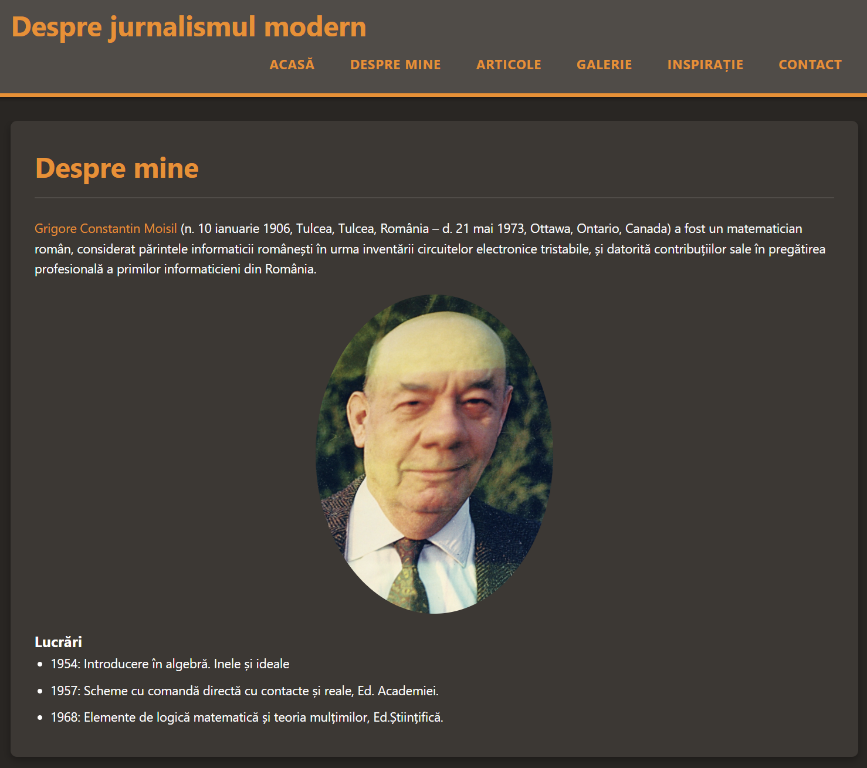 Despre jurnalismul modern
ACASĂ DESPRE MINE ARTICOLE GALERIE INSPIRAȚIE CONTACT
Despre mine
Grigore Constantin Moisil (n. 10 ianuarie 1906, Tulcea, Tulcea, România – d. 21 mai 1973, Ottawa, Ontario, Canada) a fost un matematician
român, considerat părintele informaticii românești în urma inventării circuitelor electronice tristabile, și datorită contribuțiilor sale în pregătirea
profesională a primilor informaticieni din România.
Lucrări
• 1954: Introducere în algebră. Inele și ideale
• 1957: Scheme cu comandă directă cu contacte și reale, Ed. Academiei.
• 1968: Elemente de logică matematică și teoria mulțimilor, Ed.Științifică.